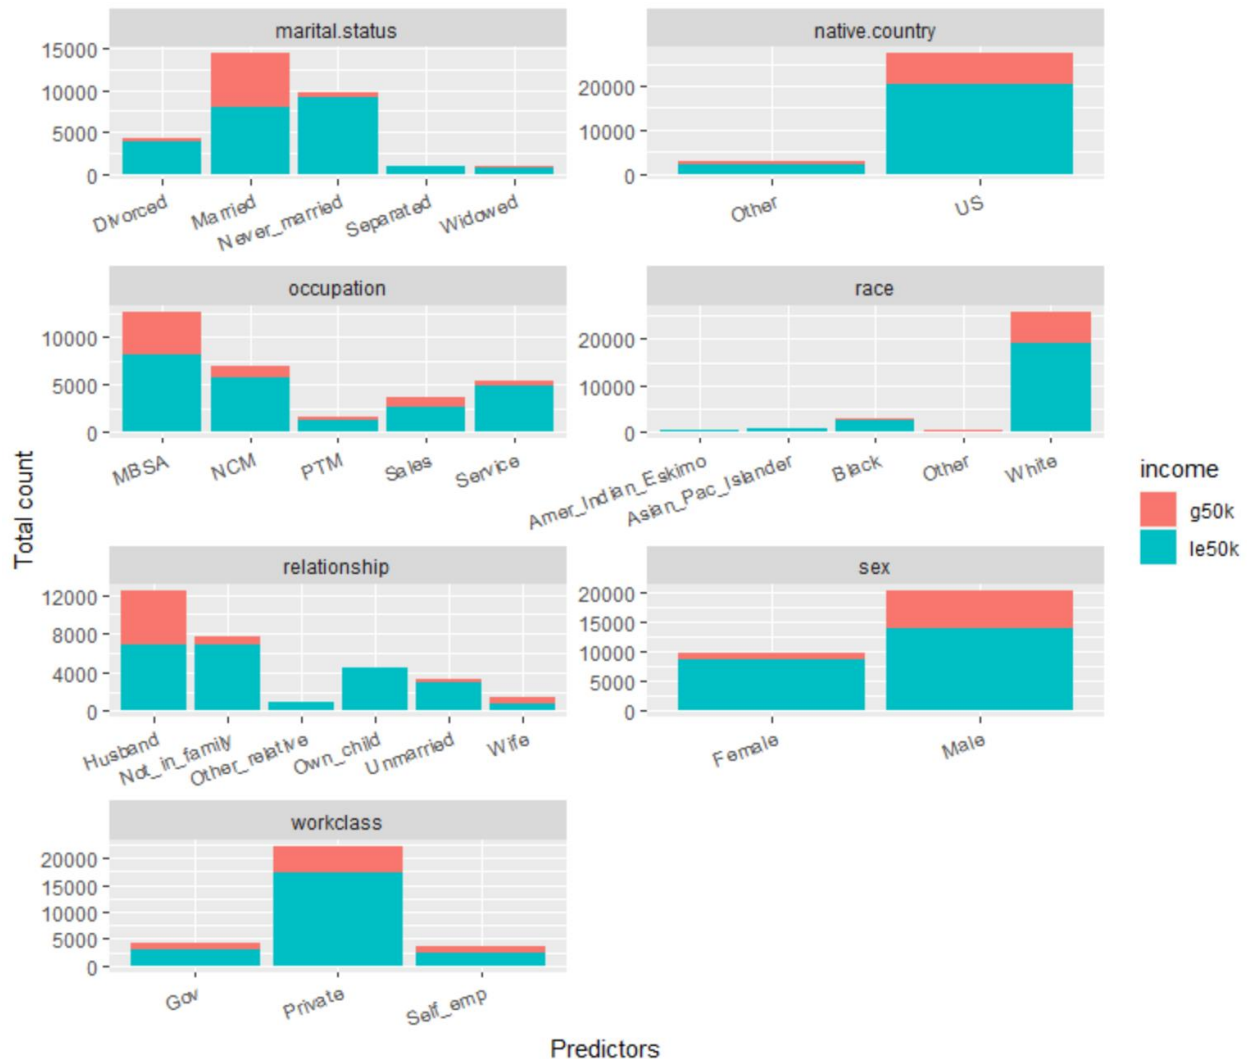 marital.status
15000
10000
5000
0
Divorced
Married
Never_married
Separated
Widowed
native.country
20000
10000
0
Other
US
occupation
10000
5000
0
MBSA
NCM
PTM
Sales
Service
race
20000
10000
0
Amer_Indian_Eskimo
Asian_Pac_Islander
Black
Other
White
relationship
12000
8000
4000
0
Husband
Not_in_family
Other_relative
Own_child
Unmarried
Wife
sex
20000
15000
10000
5000
0
Female
Male
workclass
20000
15000
10000
5000
0
Gov
Private
Self_emp
Total count
Predictors
income
g50k
le50k